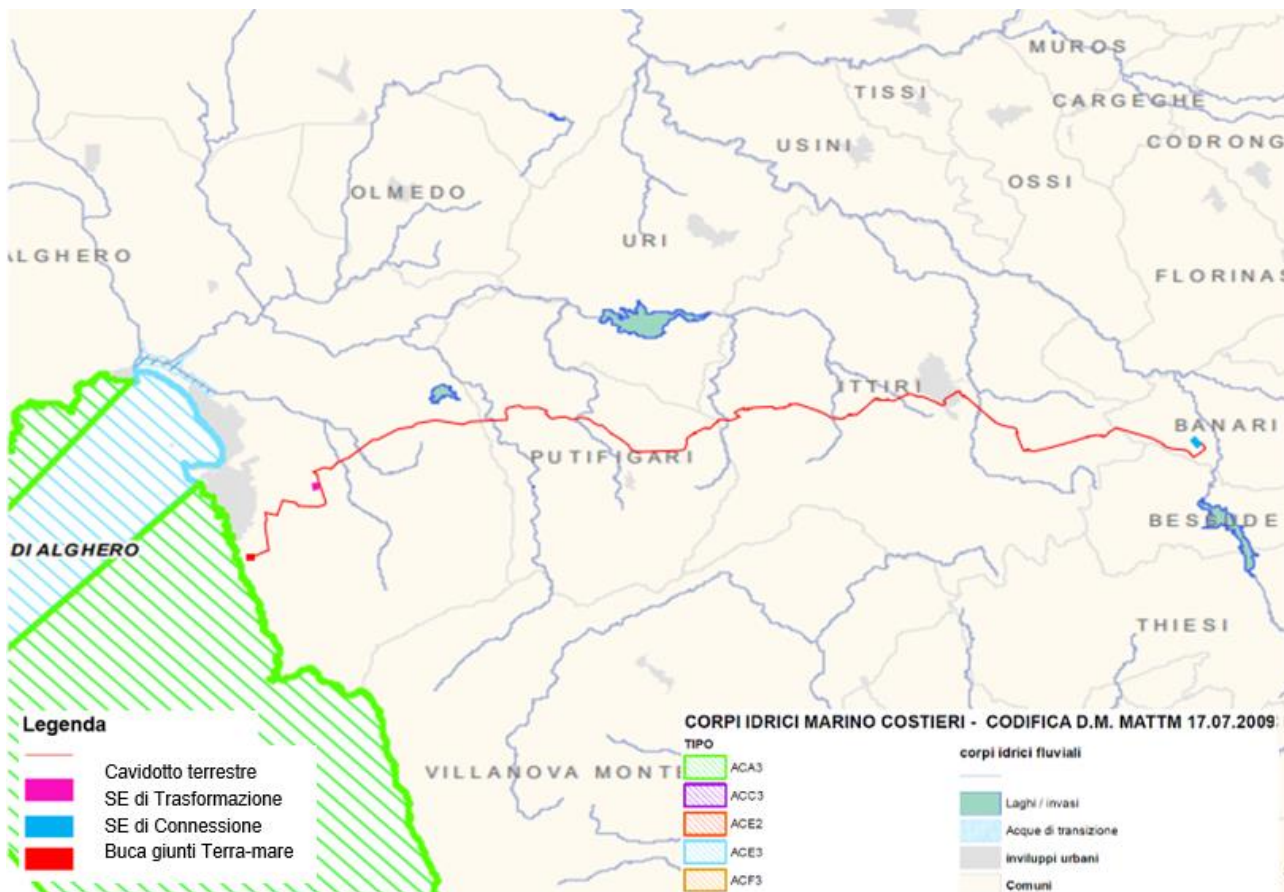 MUROS
TISSI
CARGEGHE
USINI
CODRONG
OSSI
OLMEDO
URI
ALGHERO
FLORINAS
ITTIRI
BANARI
PUTIFIGARI
BESSUDE
DI ALGHERO
THIESI
VILLANOVA MONTE
Legenda
Cavidotto terrestre
SE di Trasformazione
SE di Connessione
Buca giunti Terra-mare
CORPI IDRICI MARINO COSTIERI - CODIFICA D.M. MATTM 17.07.2009
TIPO
ACA3
ACC3
ACE2
ACE3
ACF3
corpi idrici fluviali
Laghi / invasi
Acque di transizione
inviluppi urbani
Comuni